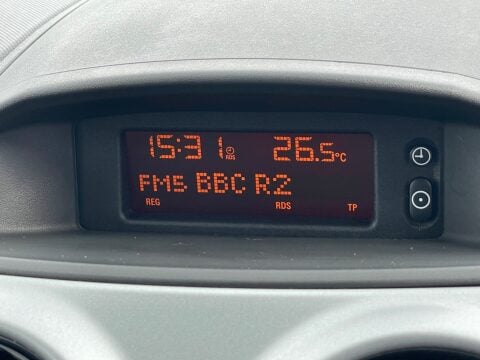 15:31 RDS 26.5°C
FM5 BBC R2
REG RDS TP